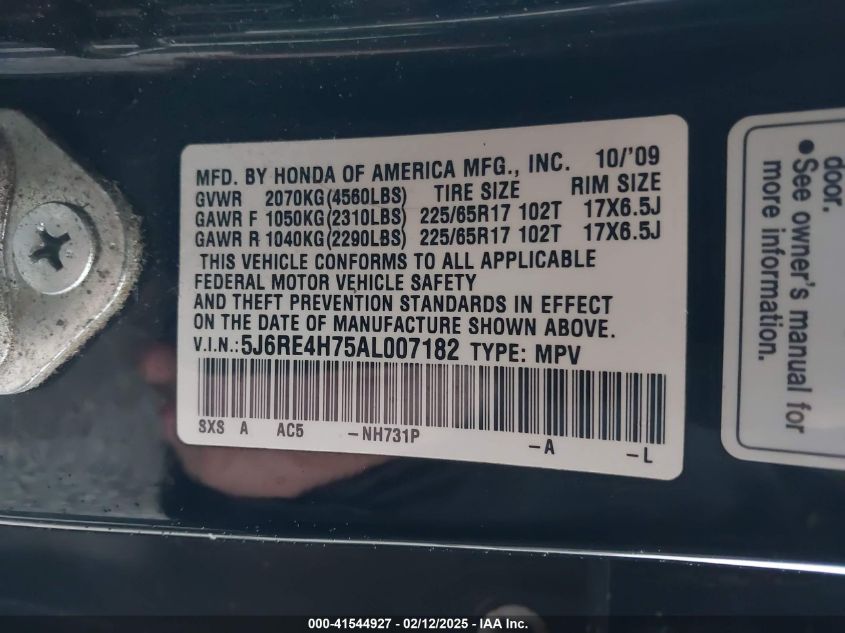 MFD. BY HONDA OF AMERICA MFG., INC. 10/'09
GVWR 2070KG(4560LBS) TIRE SIZE RIM SIZE
GAWR F 1050KG(2310LBS) 225/65R17 102T 17X6.5J
GAWR R 1040KG(2290LBS) 225/65R17 102T 17X6.5J
THIS VEHICLE CONFORMS TO ALL APPLICABLE
FEDERAL MOTOR VEHICLE SAFETY
AND THEFT PREVENTION STANDARDS IN EFFECT
ON THE DATE OF MANUFACTURE SHOWN ABOVE.
V.I.N.: 5J6RE4H75AL007182 TYPE: MPV
SXS A AC5 -NH731P -A -L
door.
• See owner's manual for
more information.
000-41544927 - 02/12/2025 - IAA Inc.